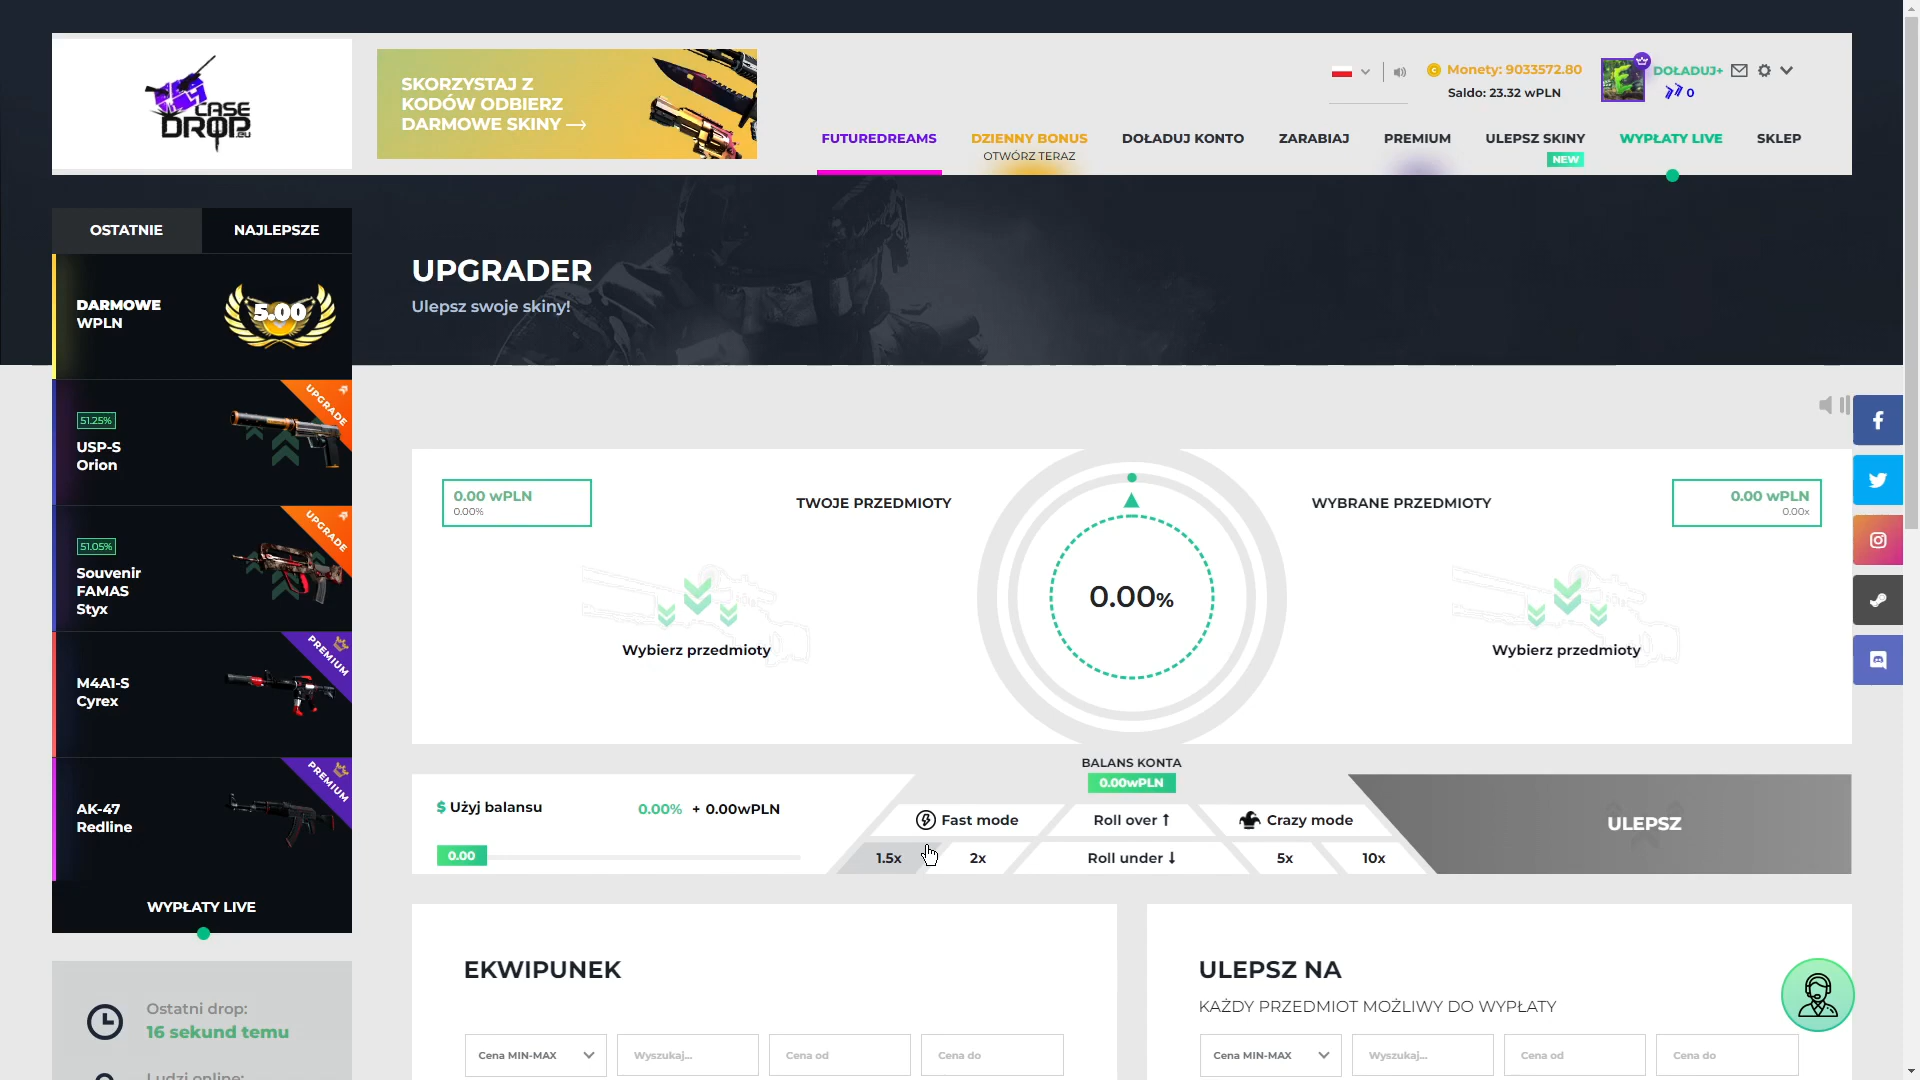 CASE
DROP.eu
SKORZYSTAJ Z
KODÓW ODBIERZ
DARMOWE SKINY →
Monety: 9033572.80
Saldo: 23.32 wPLN
DOŁADUJ+
0
FUTUREDREAMS
DZIENNY BONUS
OTWÓRZ TERAZ
DOŁADUJ KONTO
ZARABIAJ
PREMIUM
ULEPSZ SKINY
NEW
WYPŁATY LIVE
SKLEP
OSTATNIE
NAJLEPSZE
DARMOWE
WPLN
5.00
51.25%
USP-S
Orion
UPGRADE
51.05%
Souvenir
FAMAS
Styx
UPGRADE
M4A1-S
Cyrex
PREMIUM
AK-47
Redline
PREMIUM
WYPŁATY LIVE
Ostatni drop:
16 sekund temu
Ludzi online:
UPGRADER
Ulepsz swoje skiny!
0.00 wPLN
0.00%
TWOJE PRZEDMIOTY
Wybierz przedmioty
0.00%
WYBRANE PRZEDMIOTY
0.00 wPLN
0.00x
Wybierz przedmioty
BALANS KONTA
0.00wPLN
$ Użyj balansu
0.00% + 0.00wPLN
0.00
Fast mode
Roll over ↑
Crazy mode
1.5x
2x
Roll under ↓
5x
10x
ULEPSZ
EKWIPUNEK
Cena MIN-MAX
Wyszukaj...
Cena od
Cena do
ULEPSZ NA
KAŻDY PRZEDMIOT MOŻLIWY DO WYPŁATY
Cena MIN-MAX
Wyszukaj...
Cena od
Cena do